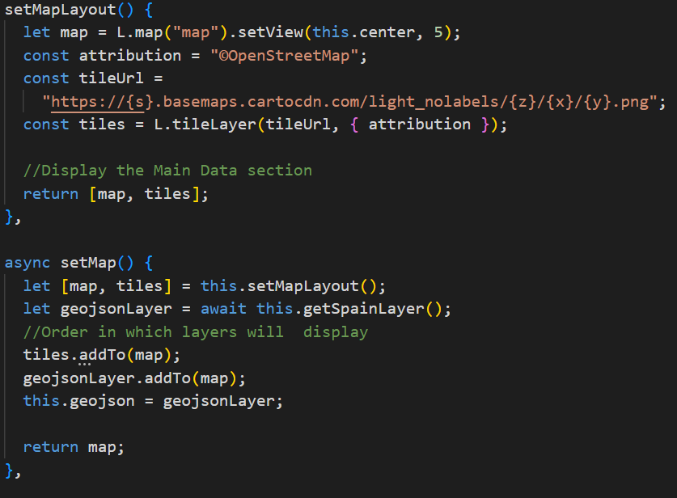 setMapLayout() {
let map = L.map("map").setView(this.center, 5);
const attribution = "©OpenStreetMap";
const tileUrl =
"https://{s}.basemaps.cartocdn.com/light_nolabels/{z}/{x}/{y}.png";
const tiles = L.tileLayer(tileUrl, { attribution });
//Display the Main Data section
return [map, tiles];
},
async setMap() {
let [map, tiles] = this.setMapLayout();
let geojsonLayer = await this.getSpainLayer();
//Order in which layers will  display
tiles.addTo(map);
geojsonLayer.addTo(map);
this.geojson = geojsonLayer;
return map;
},